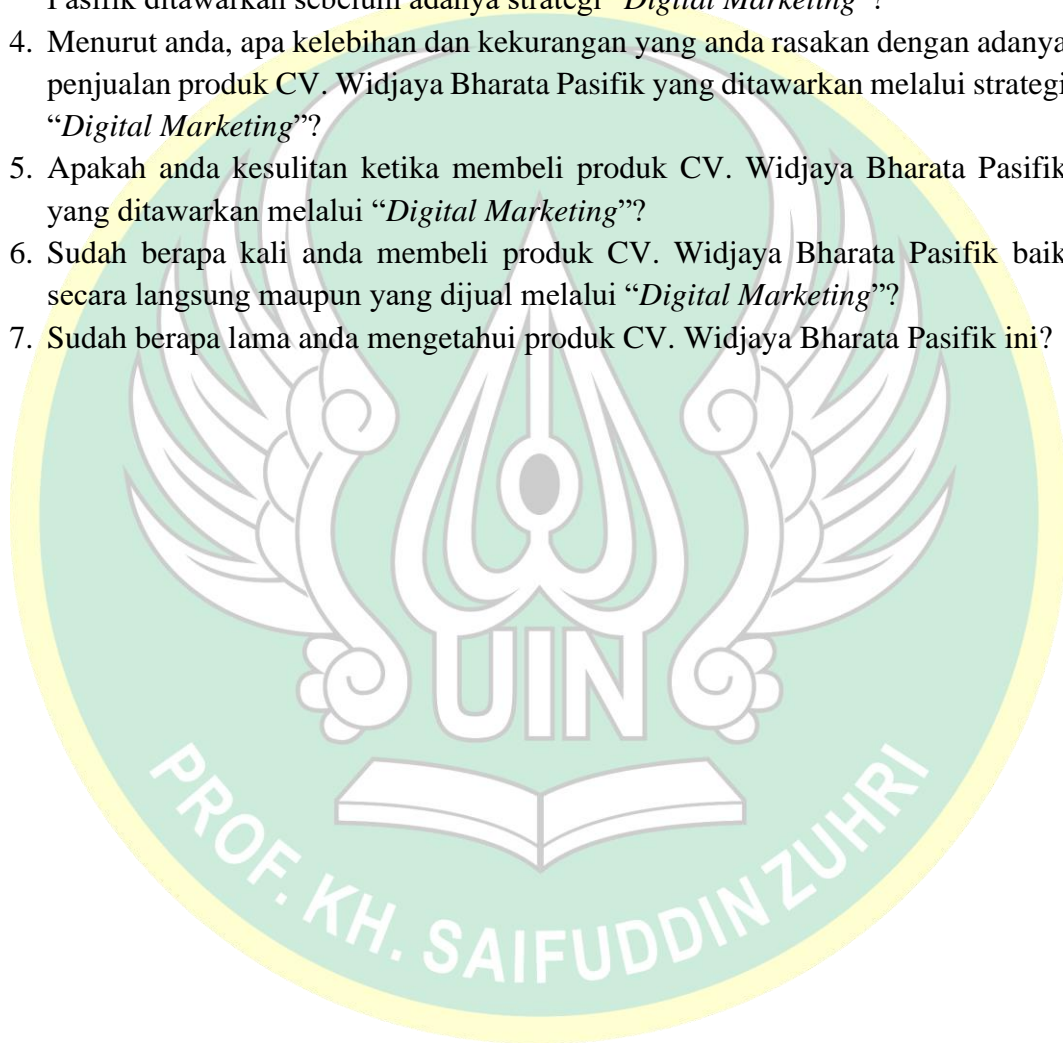 Pasifik ditawarkan sebelum adanya strategi “Digital Marketing”?
4. Menurut anda, apa kelebihan dan kekurangan yang anda rasakan dengan adanya
penjualan produk CV. Widjaya Bharata Pasifik yang ditawarkan melalui strategi
“Digital Marketing”?
5. Apakah anda kesulitan ketika membeli produk CV. Widjaya Bharata Pasifik
yang ditawarkan melalui “Digital Marketing”?
6. Sudah berapa kali anda membeli produk CV. Widjaya Bharata Pasifik baik
secara langsung maupun yang dijual melalui “Digital Marketing”?
7. Sudah berapa lama anda mengetahui produk CV. Widjaya Bharata Pasifik ini?
UIN
PROF. KH. SAIFUDDIN ZUHRI